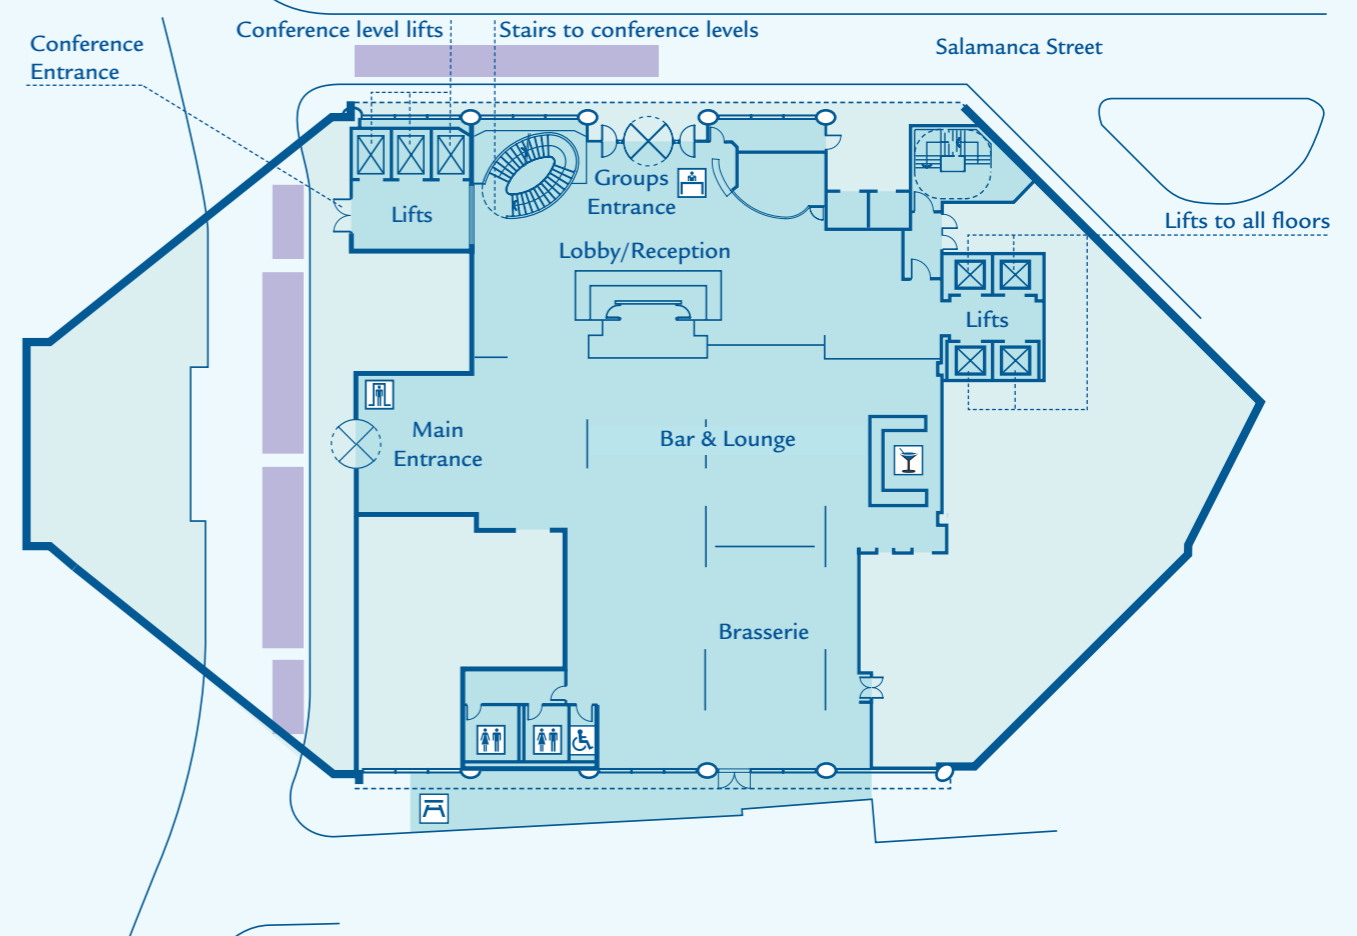 Conference level lifts
Stairs to conference levels
Conference
Entrance
Salamanca Street
Groups
Entrance
Lifts
Lifts to all floors
Lobby/Reception
Lifts
Main
Entrance
Bar & Lounge
Brasserie